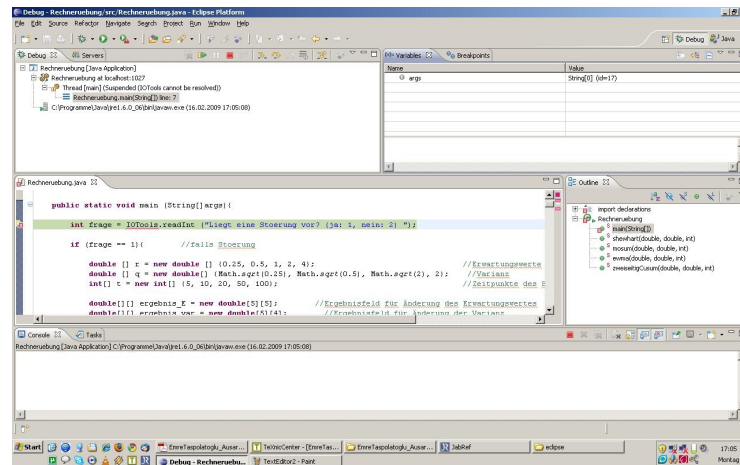 Debug - Rechneruebung/src/Rechneruebung.java - Eclipse Platform
File Edit Source Refactor Navigate Search Project Run Window Help
Debug Java
Debug Servers
Rechneruebung [Java Application]
Rechneruebung at localhost:1027
Thread [main] (Suspended (IOTools cannot be resolved))
Rechneruebung.main(String[]) line: 7
C:\Programme\Java\jre1.6.0_06\bin\javaw.exe (16.02.2009 17:05:08)
Variables Breakpoints
Name Value
args String[0] (id=17)
Rechneruebung.java
public static void main (String[]args){
int frage = IOTools.readInt ("Liegt eine Stoerung vor? (ja: 1, nein: 2) ");
if (frage == 1){ //falls Stoerung
double [] r = new double [] {0.25, 0.5, 1, 2, 4}; //Erwartungswerte
double [] q = new double[] {Math.sqrt(0.25), Math.sqrt(0.5), Math.sqrt(2), 2}; //Varianz
int[] t = new int[] {5, 10, 20, 50, 100}; //Zeitpunkte des E
double[][] ergebnis_E = new double[5][5]; //Ergebnisfeld für Änderung des Erwartungswertes
double[][] ergebnis_var = new double[5][4]; //Ergebnisfeld für Änderung der Varianz
Outline
import declarations
Rechneruebung
main(String[])
shewhart(double, double, int)
mosum(double, double, int)
ewma(double, double, int)
zweiseitigCusum(double, double, int)
Console Tasks
Rechneruebung [Java Application] C:\Programme\Java\jre1.6.0_06\bin\javaw.exe (16.02.2009 17:05:08)
Start
EmreTaspolatoglu_Ausar...
TeXnicCenter - [EmreTas...
EmreTaspolatoglu_Ausar...
JabRef
eclipse
17:05
Debug - Rechneruebu...
TextEditor2 - Paint
Montag